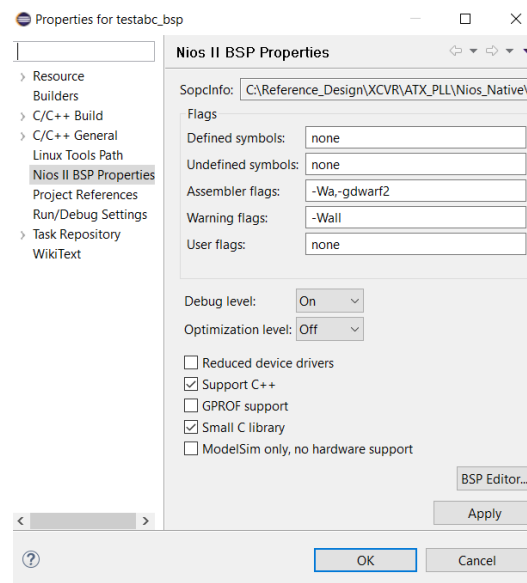 Properties for testabc_bsp
Resource
Builders
C/C++ Build
C/C++ General
Linux Tools Path
Nios II BSP Properties
Project References
Run/Debug Settings
Task Repository
WikiText
Nios II BSP Properties
SopcInfo: C:\Reference_Design\XCVR\ATX_PLL\Nios_Native\
Flags
Defined symbols: none
Undefined symbols: none
Assembler flags: -Wa,-gdwarf2
Warning flags: -Wall
User flags: none
Debug level: On
Optimization level: Off
Reduced device drivers
Support C++
GPROF support
Small C library
ModelSim only, no hardware support
BSP Editor...
Apply
OK Cancel